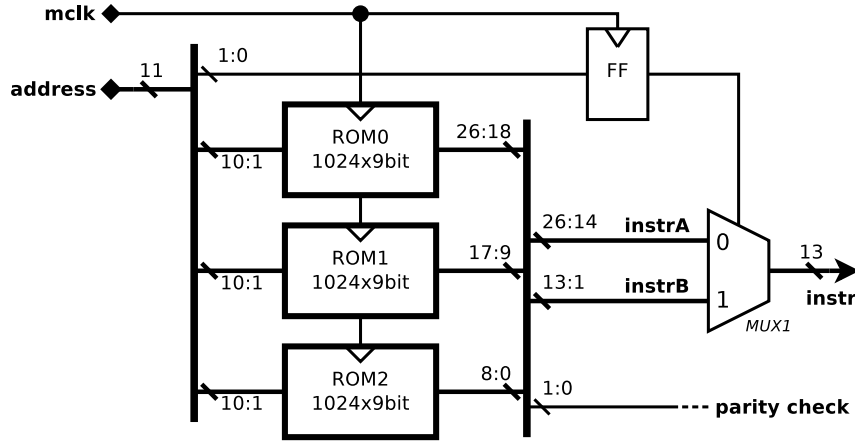 mclk
address
11
1:0
FF
ROM0
1024x9bit
10:1
26:18
ROM1
1024x9bit
10:1
17:9
ROM2
1024x9bit
10:1
8:0
26:14
instrA
0
13:1
instrB
1
MUX1
13
instr
1:0
parity check